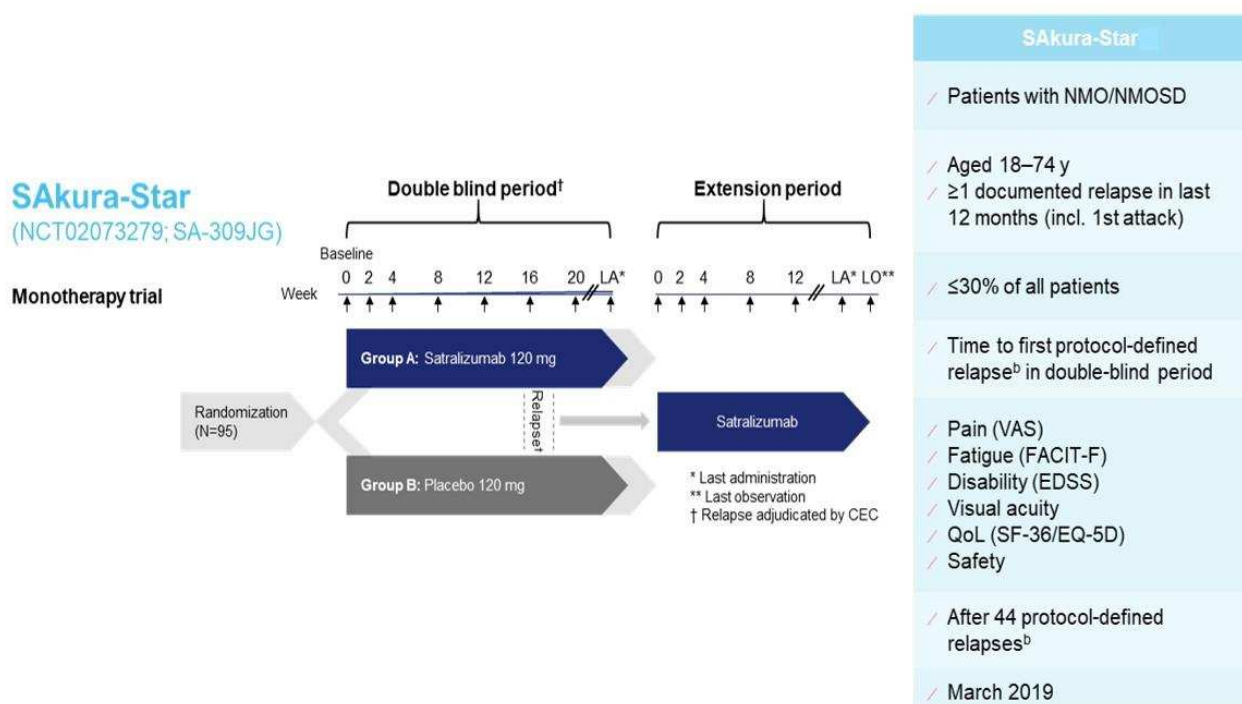 SAkura-Star
(NCT02073279; SA-309JG)
Monotherapy trial
Double blind period†
Extension period
Baseline
Week
0 2 4 8 12 16 20 LA*
0 2 4 8 12 LA* LO**
Group A: Satralizumab 120 mg
Randomization
(N=95)
Relapse†
Satralizumab
Group B: Placebo 120 mg
* Last administration
** Last observation
† Relapse adjudicated by CEC
SAkura-Star
Patients with NMO/NMOSD
Aged 18–74 y
≥1 documented relapse in last
12 months (incl. 1st attack)
≤30% of all patients
Time to first protocol-defined
relapseᵇ in double-blind period
Pain (VAS)
Fatigue (FACIT-F)
Disability (EDSS)
Visual acuity
QoL (SF-36/EQ-5D)
Safety
After 44 protocol-defined
relapsesᵇ
March 2019